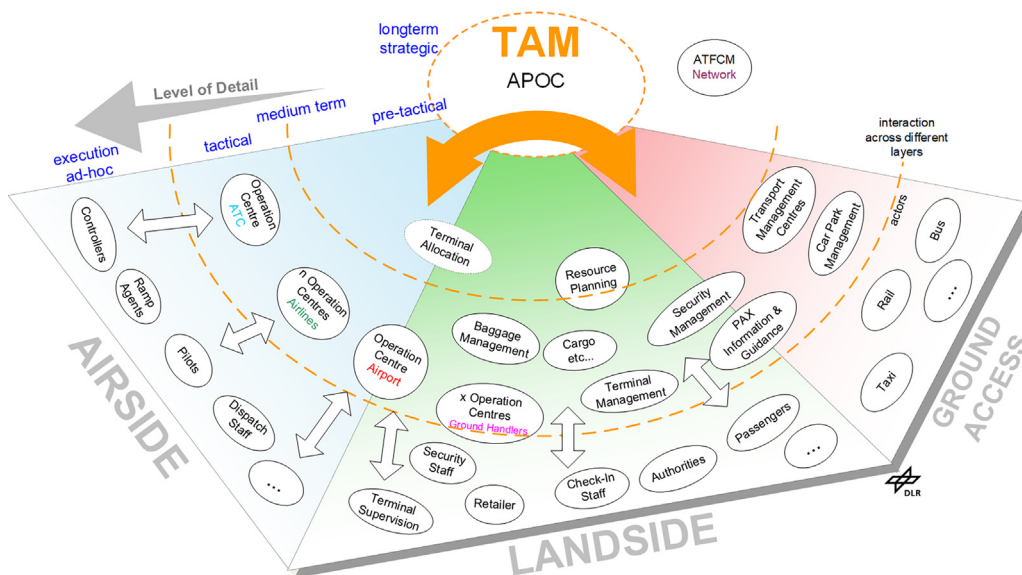 longterm
strategic
TAM
APOC
ATFCM
Network
Level of Detail
medium term
pre-tactical
tactical
execution
ad-hoc
interaction
across different
layers
actors
Controllers
Operation
Centre
ATC
Ramp
Agents
n Operation
Centres
Airlines
Pilots
Operation
Centre
Airport
Dispatch
Staff
...
AIRSIDE
Terminal
Allocation
Resource
Planning
Baggage
Management
Cargo
etc...
Security
Management
PAX
Information &
Guidance
x Operation
Centres
Ground Handlers
Terminal
Management
Security
Staff
Terminal
Supervision
Retailer
Check-In
Staff
Authorities
Passengers
...
LANDSIDE
Transport
Management
Centres
Car Park
Management
Bus
Rail
...
Taxi
GROUND
ACCESS
DLR